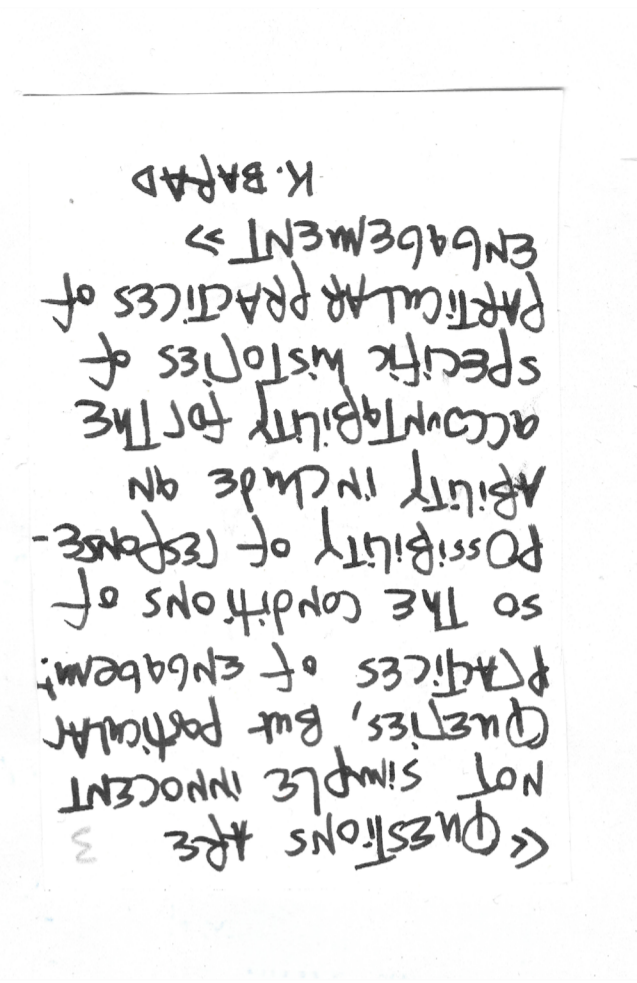 « QUESTIONS ARE 3
NOT SIMPLE INNOCENT
QUERIES, BUT particular
PRACTICES of ENGAGEMENT
SO THE CONDITIONS of
POSSIBILITY of RESPONSE-
ABILITY INCLUDE AN
ACCOUNTABILITY for THE
SPECIFIC HISTORIES of
PARTICULAR PRACTICES of
ENGAGEMENT »
K. BARAD